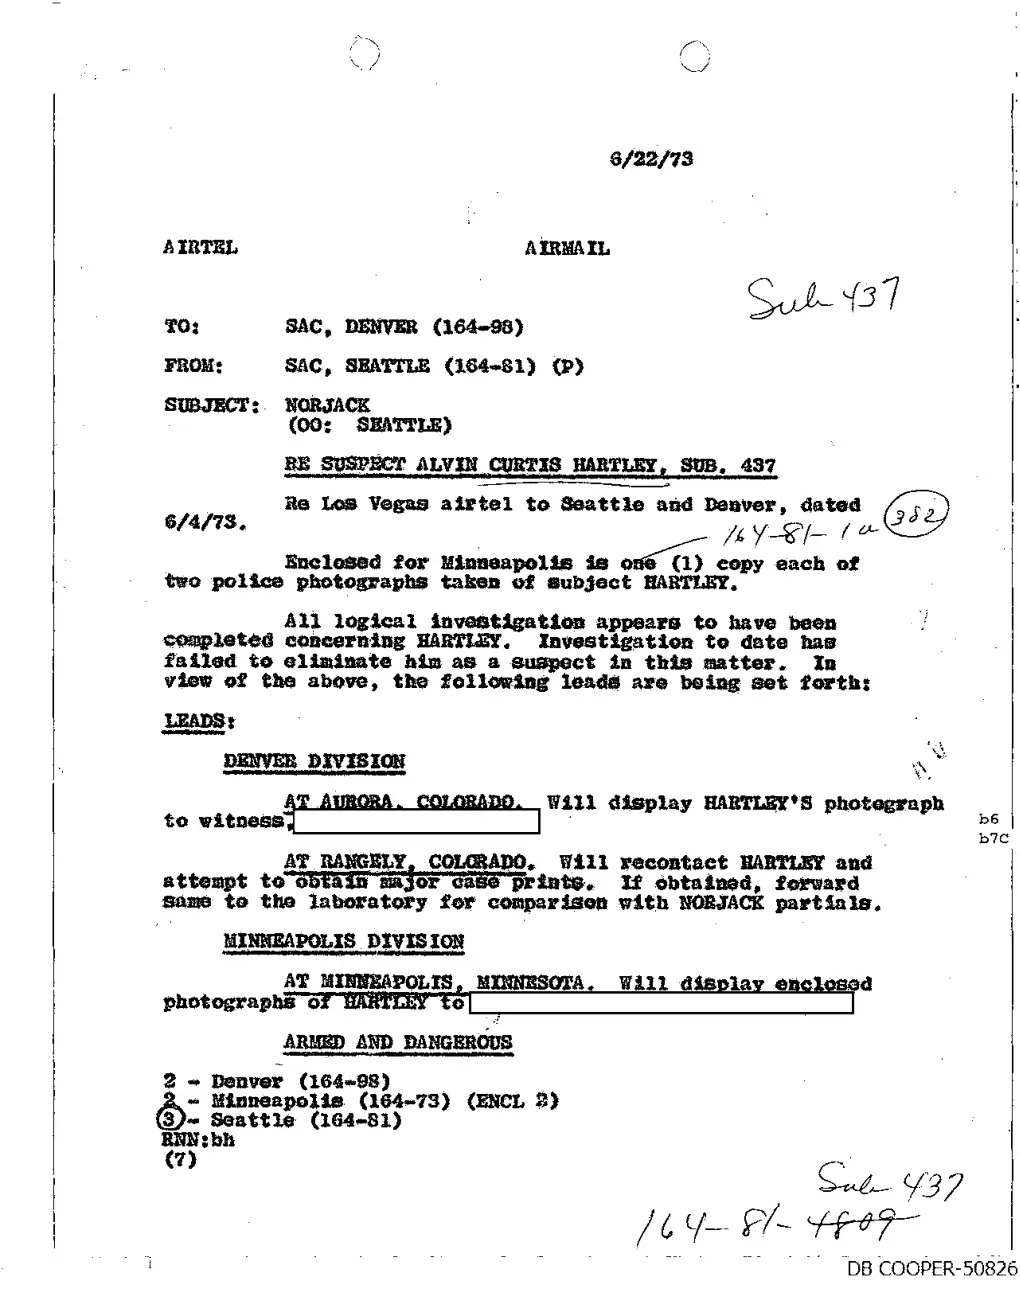 6/22/73
AIRTEL AIRMAIL
Sub 437
TO: SAC, DENVER (164-98)
FROM: SAC, SEATTLE (164-81) (P)
SUBJECT: NORJACK
(OO: SEATTLE)
RE SUSPECT ALVIN CURTIS HARTLEY, SUB. 437
Re Los Vegas airtel to Seattle and Denver, dated
6/4/73.
164-81-1a 382
Enclosed for Minneapolis is one (1) copy each of
two police photographs taken of subject HARTLEY.
All logical investigation appears to have been
completed concerning HARTLEY. Investigation to date has
failed to eliminate him as a suspect in this matter. In
view of the above, the following leads are being set forth:
LEADS:
DENVER DIVISION
AT AURORA, COLORADO. Will display HARTLEY'S photograph
to witness,
b6
b7C
AT RANGELY, COLORADO. Will recontact HARTLEY and
attempt to obtain major case prints. If obtained, forward
same to the laboratory for comparison with NORJACK partials.
MINNEAPOLIS DIVISION
AT MINNEAPOLIS, MINNESOTA. Will display enclosed
photographs of HARTLEY to
ARMED AND DANGEROUS
2 - Denver (164-98)
2 - Minneapolis (164-73) (ENCL 2)
3 - Seattle (164-81)
RNN:bh
(7)
Sub 437
164-81-4809
DB COOPER-50826